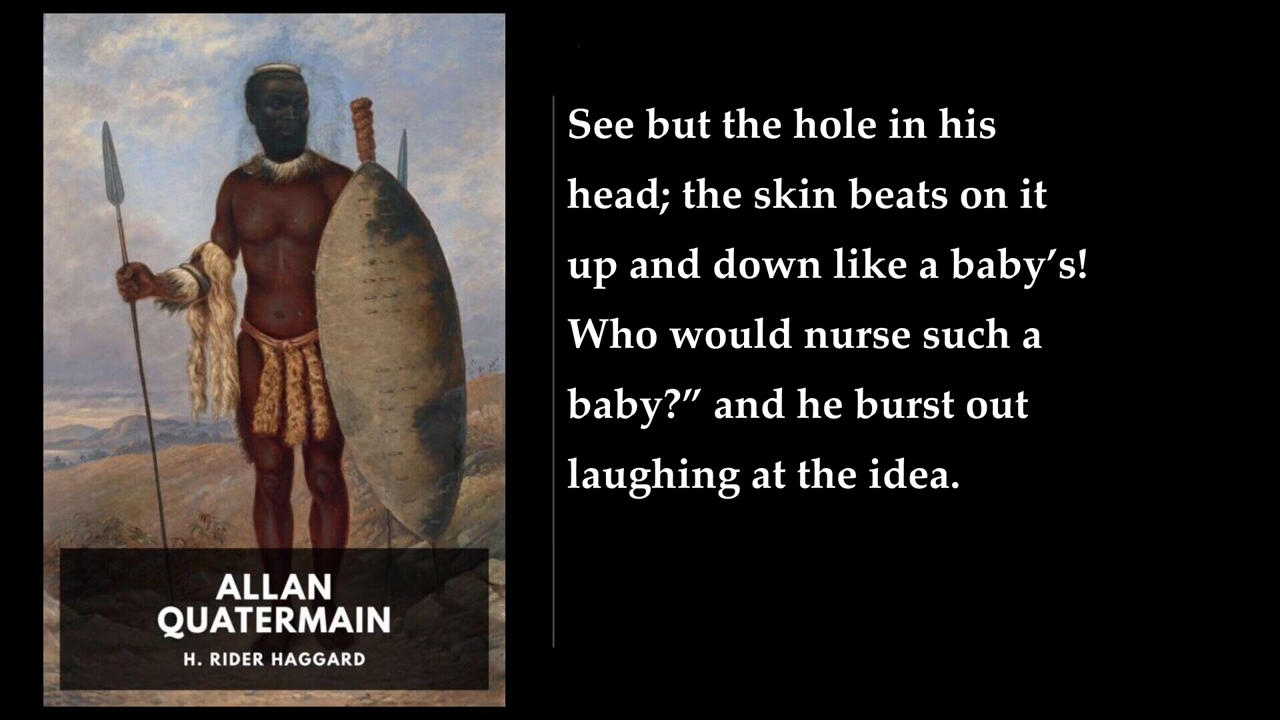 See but the hole in his
head; the skin beats on it
up and down like a baby’s!
Who would nurse such a
baby?” and he burst out
laughing at the idea.
ALLAN
QUATERMAIN
H. RIDER HAGGARD